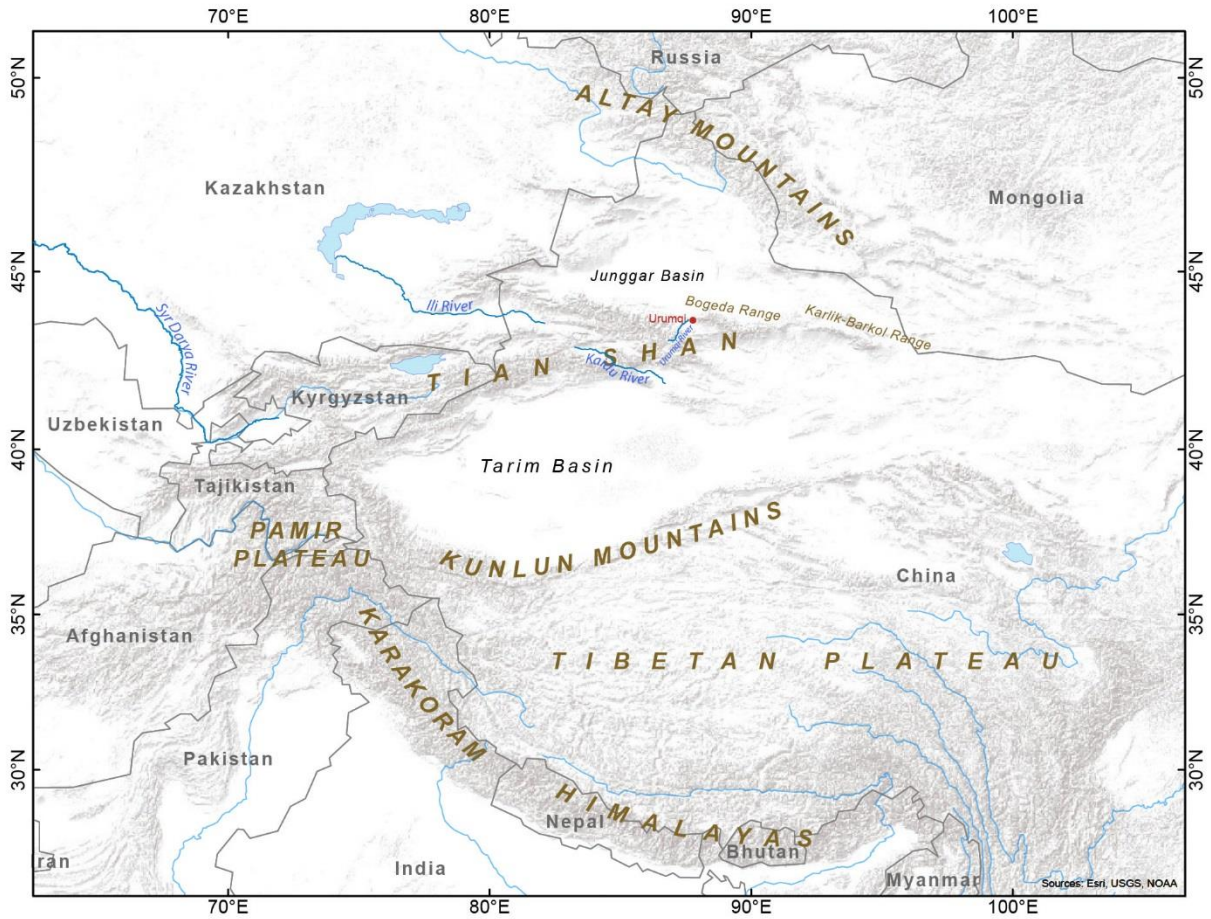 70°E 80°E 90°E 100°E
50°N
50°N
Russia
ALTAY MOUNTAINS
Kazakhstan
Mongolia
45°N
45°N
Junggar Basin
Ili River
Syr Darya River
Bogeda Range
Urumqi
Karlik-Barkol Range
Urumqi River
TIAN SHAN
Kaidu River
Kyrgyzstan
Uzbekistan
40°N
40°N
Tarim Basin
Tajikistan
PAMIR
PLATEAU
KUNLUN MOUNTAINS
China
35°N
35°N
Afghanistan
KARAKORAM
TIBETAN PLATEAU
Pakistan
30°N
30°N
HIMALAYAS
Nepal
Bhutan
Iran
India
Myanmar
Sources: Esri, USGS, NOAA
70°E 80°E 90°E 100°E